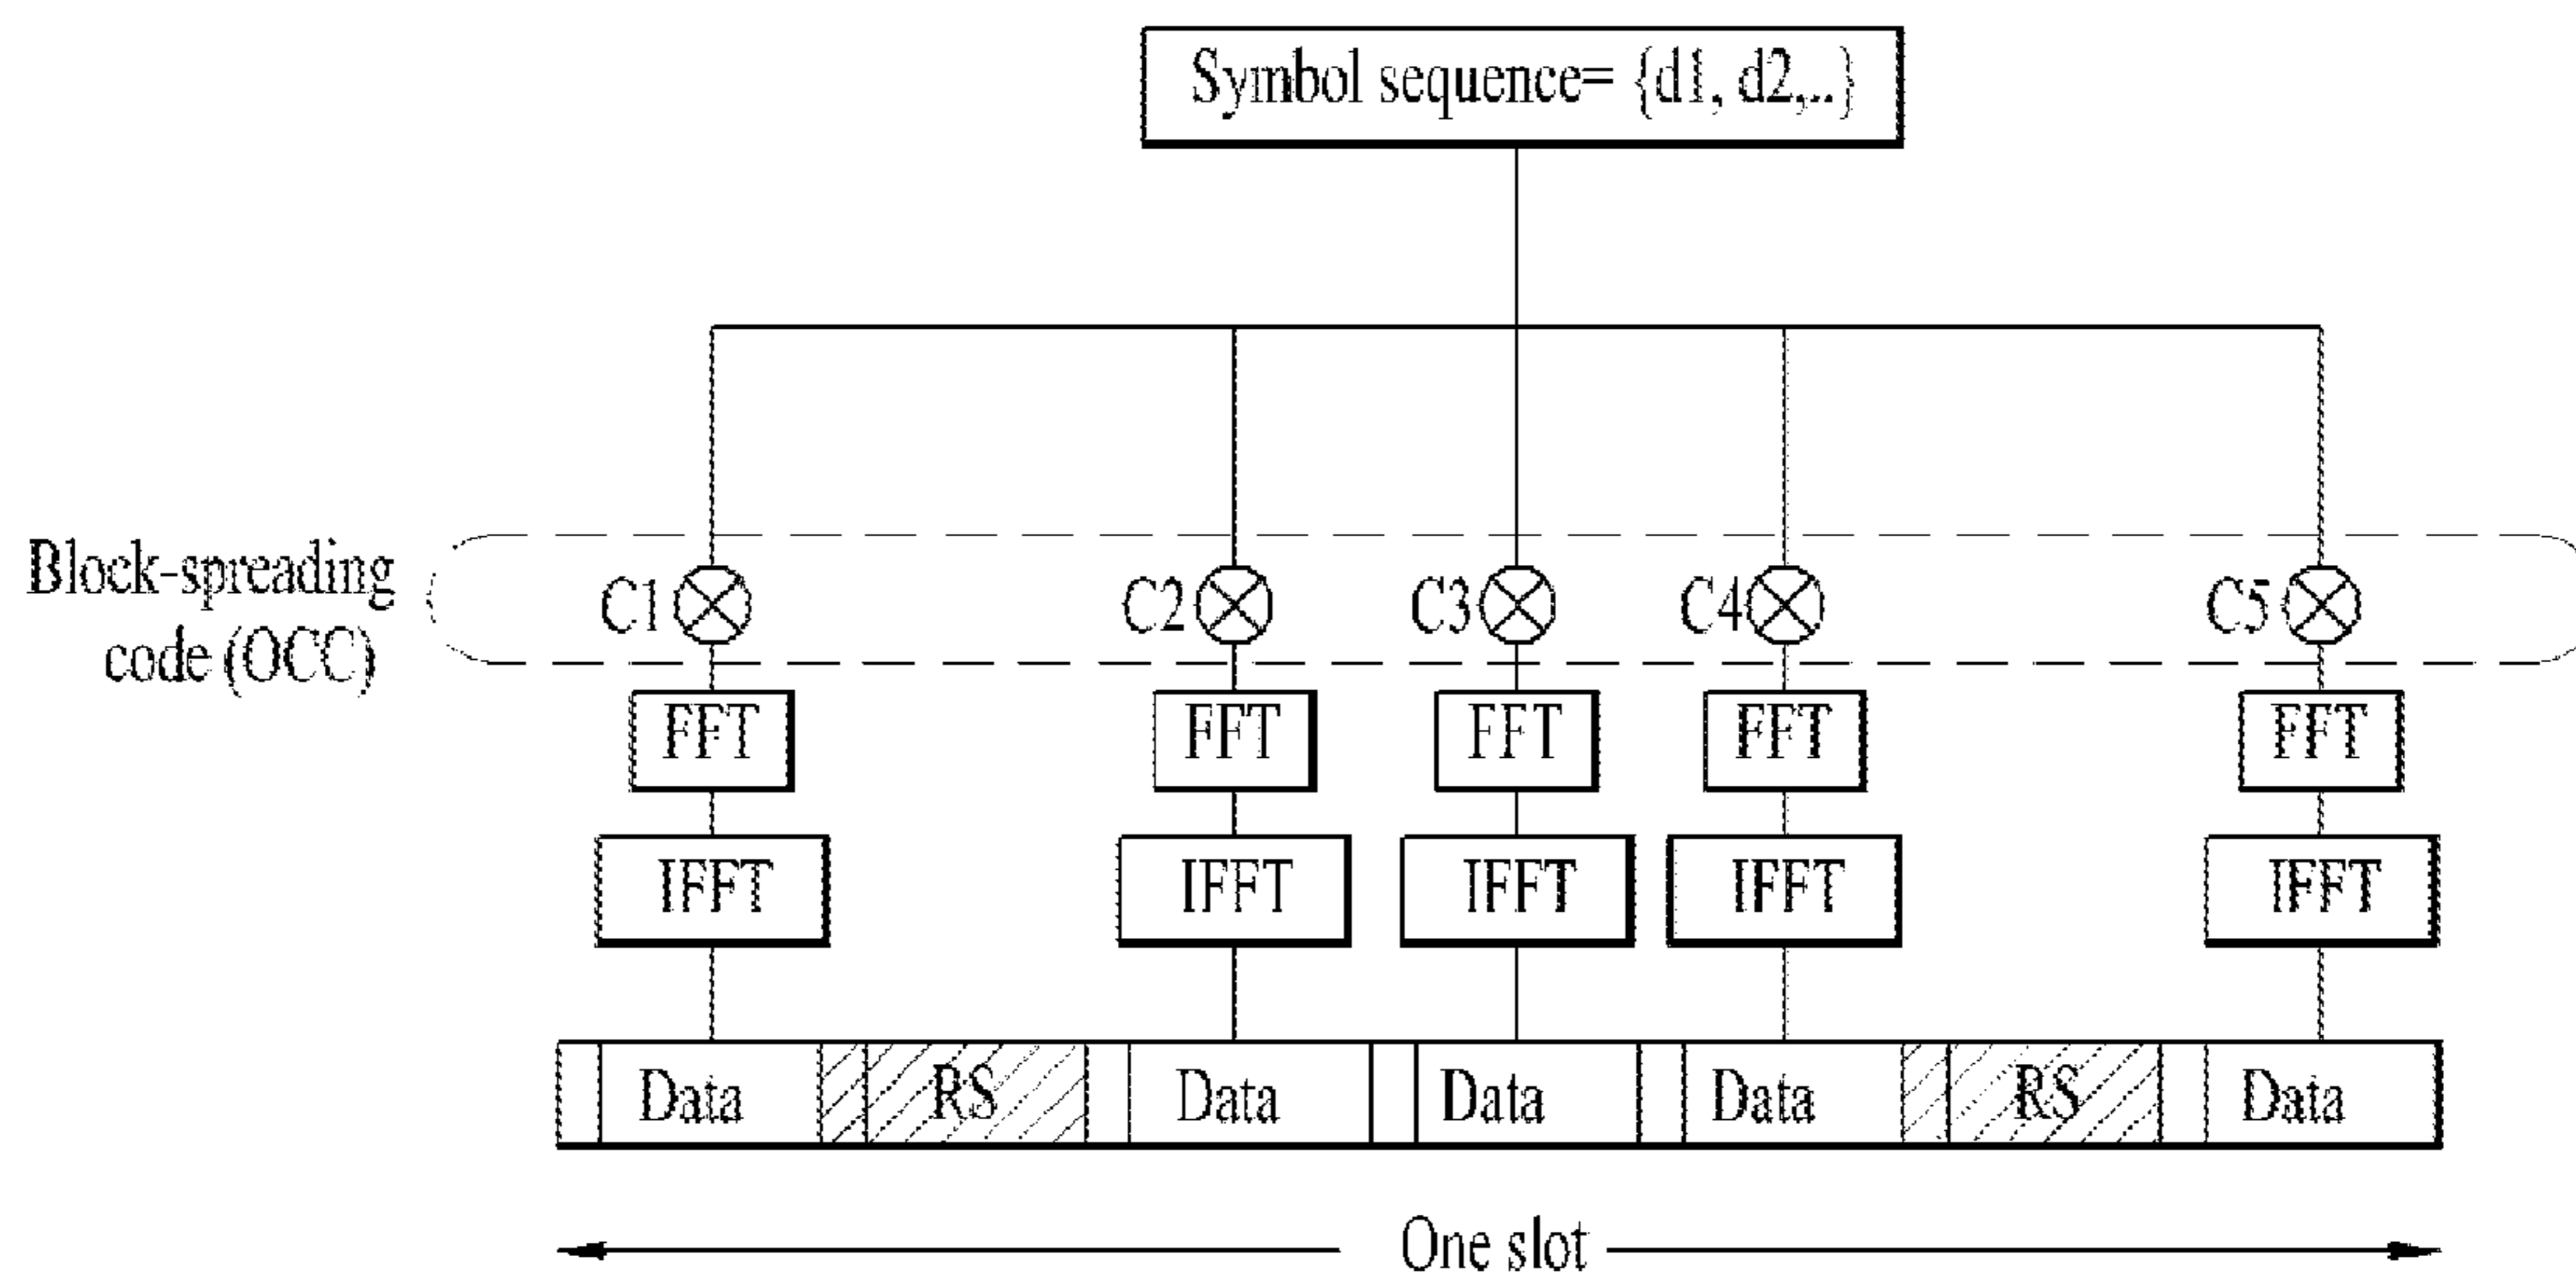 Symbol sequence= {d1, d2,..}
Block-spreading
code (OCC)
C1 C2 C3 C4 C5
FFT FFT FFT FFT FFT
IFFT IFFT IFFT IFFT IFFT
Data RS Data Data Data RS Data
One slot